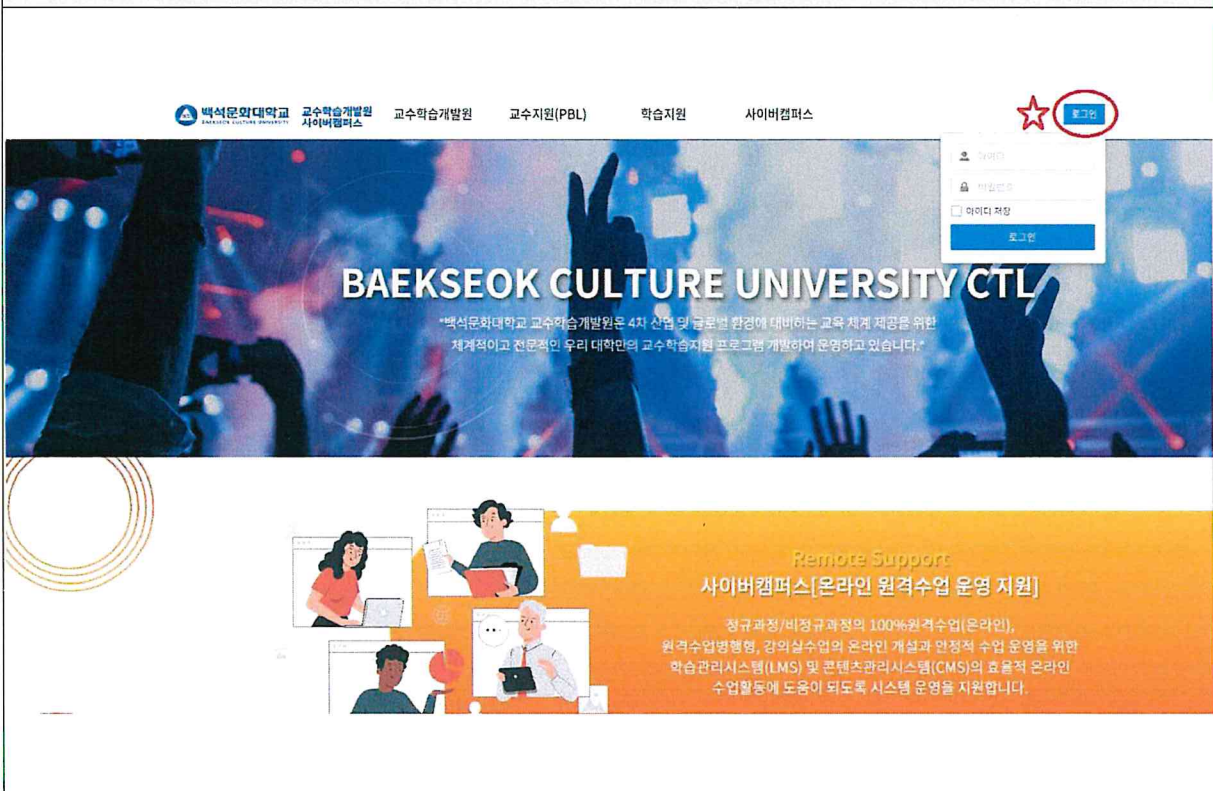 백석문화대학교
BAEKSEOK CULTURE UNIVERSITY
교수학습개발원
사이버캠퍼스
교수학습개발원 교수지원(PBL) 학습지원 사이버캠퍼스
로그인
아이디
비밀번호
아이디 저장
로그인
BAEKSEOK CULTURE UNIVERSITY CTL
"백석문화대학교 교수학습개발원은 4차 산업 및 글로벌 환경에 대비하는 교육 체계 제공을 위한
체계적이고 전문적인 우리 대학만의 교수학습지원 프로그램 개발하여 운영하고 있습니다."
Remote Support
사이버캠퍼스[온라인 원격수업 운영 지원]
정규과정/비정규과정의 100%원격수업(온라인),
원격수업병행형, 강의실수업의 온라인 개설과 안정적 수업 운영을 위한
학습관리시스템(LMS) 및 콘텐츠관리시스템(CMS)의 효율적 온라인
수업활동에 도움이 되도록 시스템 운영을 지원합니다.